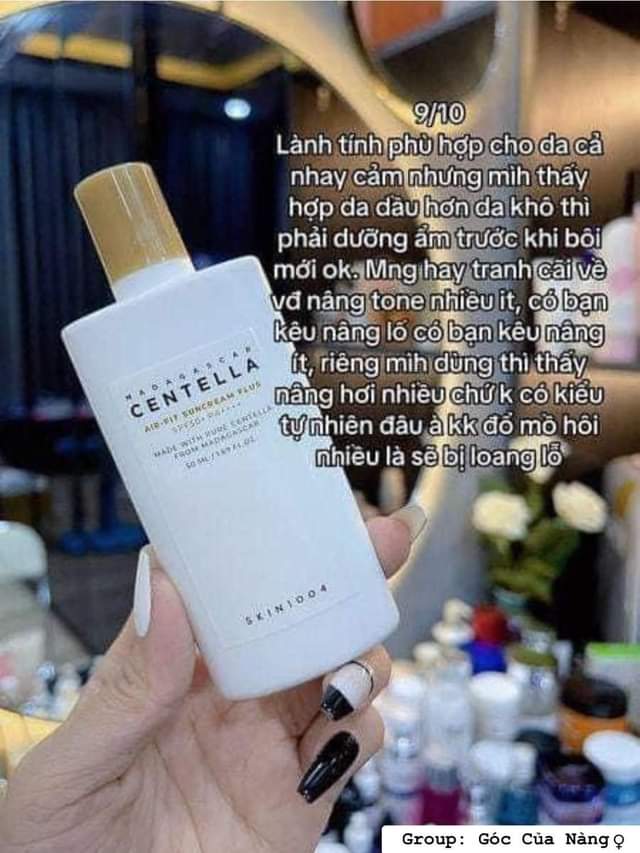 9/10
Lành tính phù hợp cho da cả
nhạy cảm nhưng mìh thấy
hợp da dầu hơn da khô thì
phải dưỡng ẩm trước khi bôi
mới ok. Mng hay tranh cãi về
vđ nâng tone nhiều ít, có bạn
kêu nâng lố có bạn kêu nâng
ít, riêng mih dùng thì thấy
nâng hơi nhiều chứ k có kiểu
tự nhiên đâu à kk đổ mồ hôi
nhiều là sẽ bị loang lỗ
MADAGASCAR
CENTELLA
AIR-FIT SUNCREAM PLUS
SPF50+ PA++++
MADE WITH PURE CENTELLA
FROM MADAGASCAR
50 ML / 1.69 FL.OZ.
SKIN1004
Group: Góc Của Nàng♀